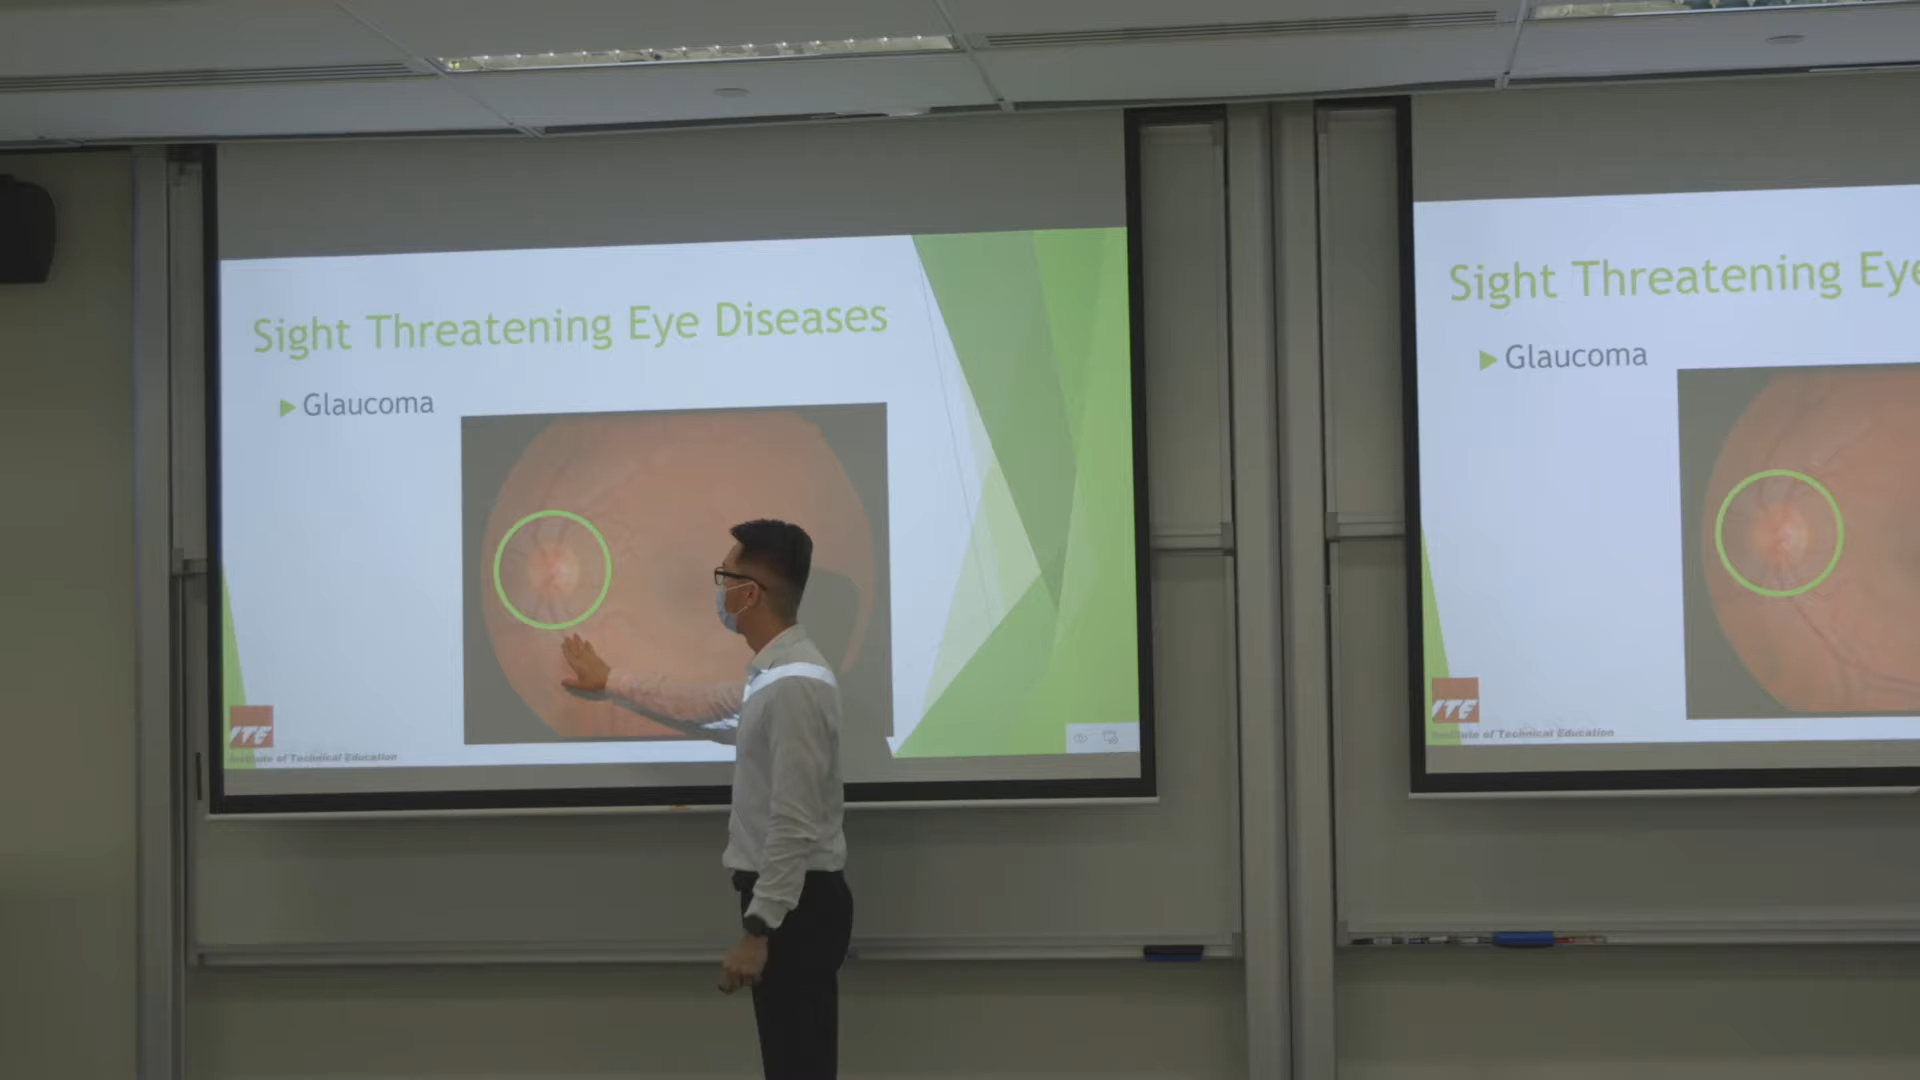 Sight Threatening Eye Diseases
Glaucoma
ITE
Institute of Technical Education
Sight Threatening Eye
Glaucoma
ITE
Institute of Technical Education